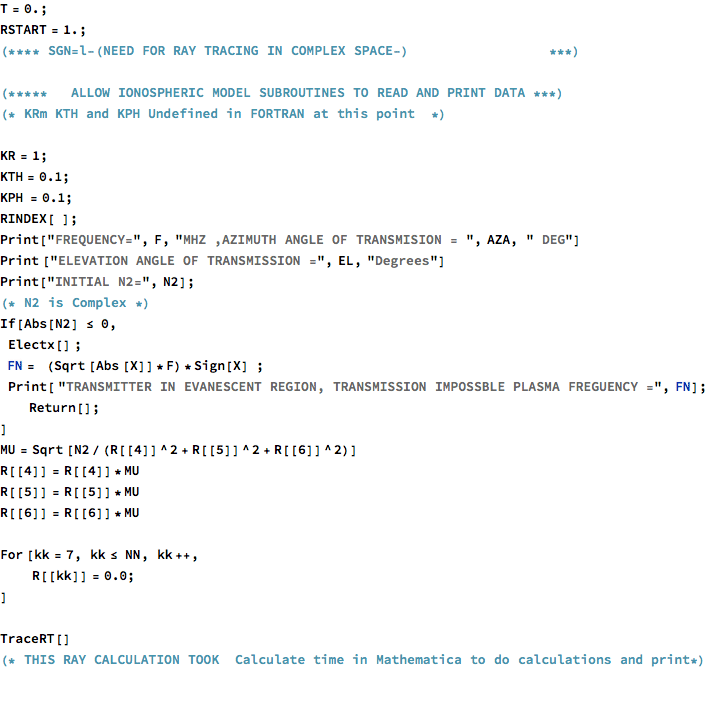 T = 0.;
RSTART = 1.;
(**** SGN=l-(NEED FOR RAY TRACING IN COMPLEX SPACE-) ***)
(***** ALLOW IONOSPHERIC MODEL SUBROUTINES TO READ AND PRINT DATA ***)
(* KRm KTH and KPH Undefined in FORTRAN at this point *)
KR = 1;
KTH = 0.1;
KPH = 0.1;
RINDEX[ ];
Print["FREQUENCY=", F, "MHZ ,AZIMUTH ANGLE OF TRANSMISION = ", AZA, " DEG"]
Print ["ELEVATION ANGLE OF TRANSMISSION =", EL, "Degrees"]
Print["INITIAL N2=", N2];
(* N2 is Complex *)
If[Abs[N2] ≤ 0,
Electx[] ;
FN = (Sqrt [Abs [X]] * F) * Sign[X] ;
Print[ "TRANSMITTER IN EVANESCENT REGION, TRANSMISSION IMPOSSBLE PLASMA FREGUENCY =", FN];
Return[];
]
MU = Sqrt [N2 / (R[[4]] ^ 2 + R[[5]] ^ 2 + R[[6]] ^ 2)]
R[[4]] = R[[4]] * MU
R[[5]] = R[[5]] * MU
R[[6]] = R[[6]] * MU
For [kk = 7, kk ≤ NN, kk ++,
R[[kk]] = 0.0;
]
TraceRT[]
(* THIS RAY CALCULATION TOOK Calculate time in Mathematica to do calculations and print*)